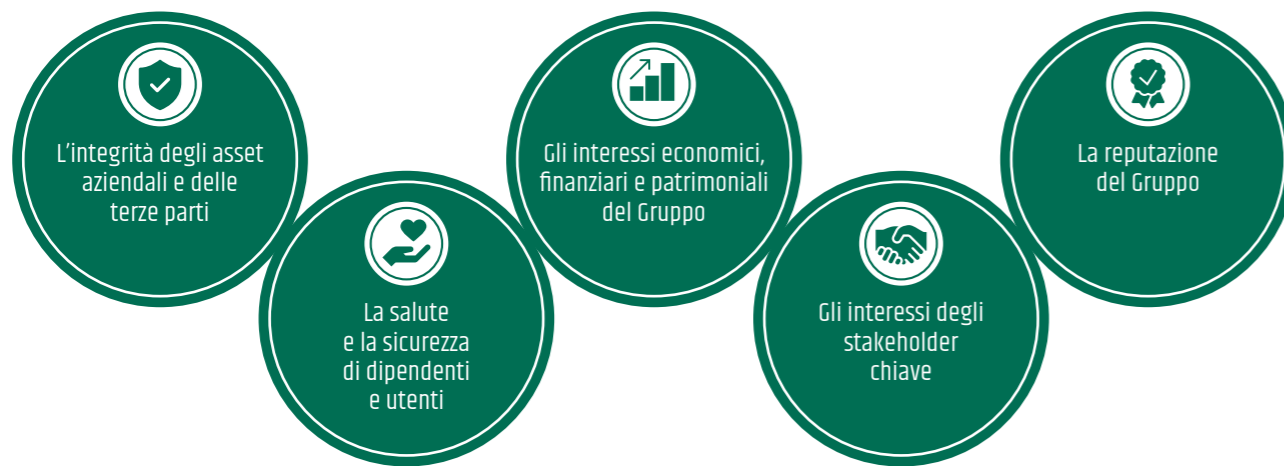 L'integrità degli asset
aziendali e delle
terze parti
La salute
e la sicurezza
di dipendenti
e utenti
Gli interessi economici,
finanziari e patrimoniali
del Gruppo
Gli interessi degli
stakeholder
chiave
La reputazione
del Gruppo